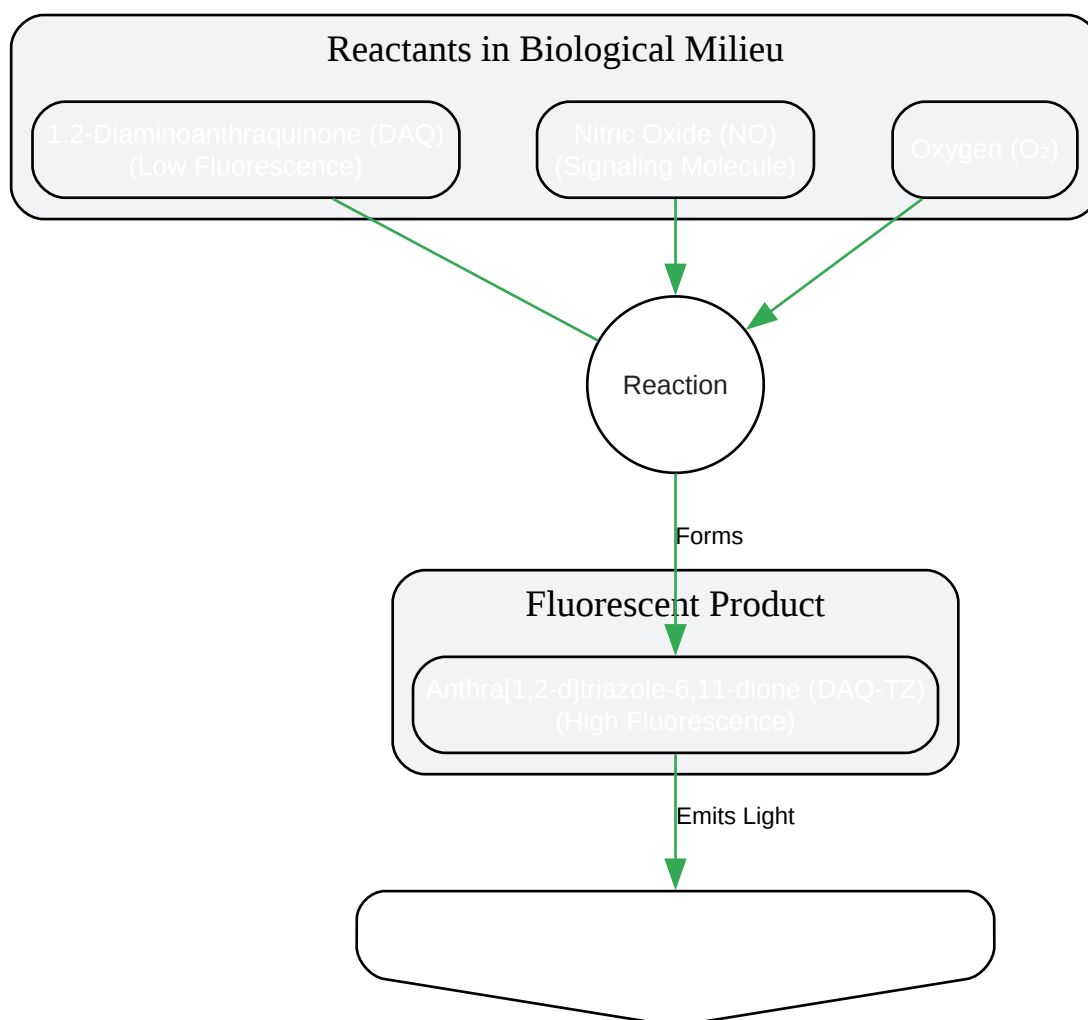 Reactants in Biological Milieu
1,2-Diaminoanthraquinone (DAQ)
(Low Fluorescence)
Nitric Oxide (NO)
(Signaling Molecule)
Oxygen (O₂)
Reaction
Forms
Fluorescent Product
Anthra[1,2-d]triazole-6,11-dione (DAQ-TZ)
(High Fluorescence)
Emits Light